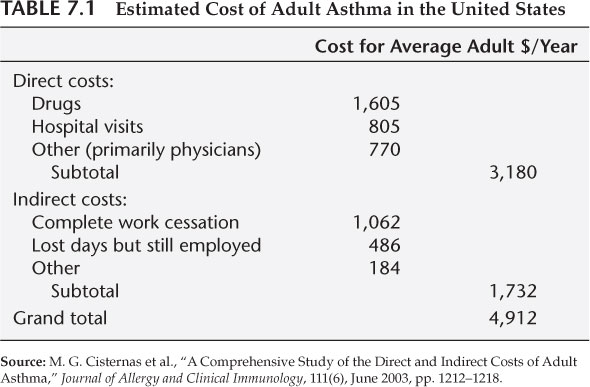 TABLE 7.1 Estimated Cost of Adult Asthma in the United States
Cost for Average Adult $/Year
Direct costs:
Drugs 1,605
Hospital visits 805
Other (primarily physicians) 770
Subtotal 3,180
Indirect costs:
Complete work cessation 1,062
Lost days but still employed 486
Other 184
Subtotal 1,732
Grand total 4,912
Source: M. G. Cisternas et al., “A Comprehensive Study of the Direct and Indirect Costs of Adult
Asthma,” Journal of Allergy and Clinical Immunology, 111(6), June 2003, pp. 1212–1218.